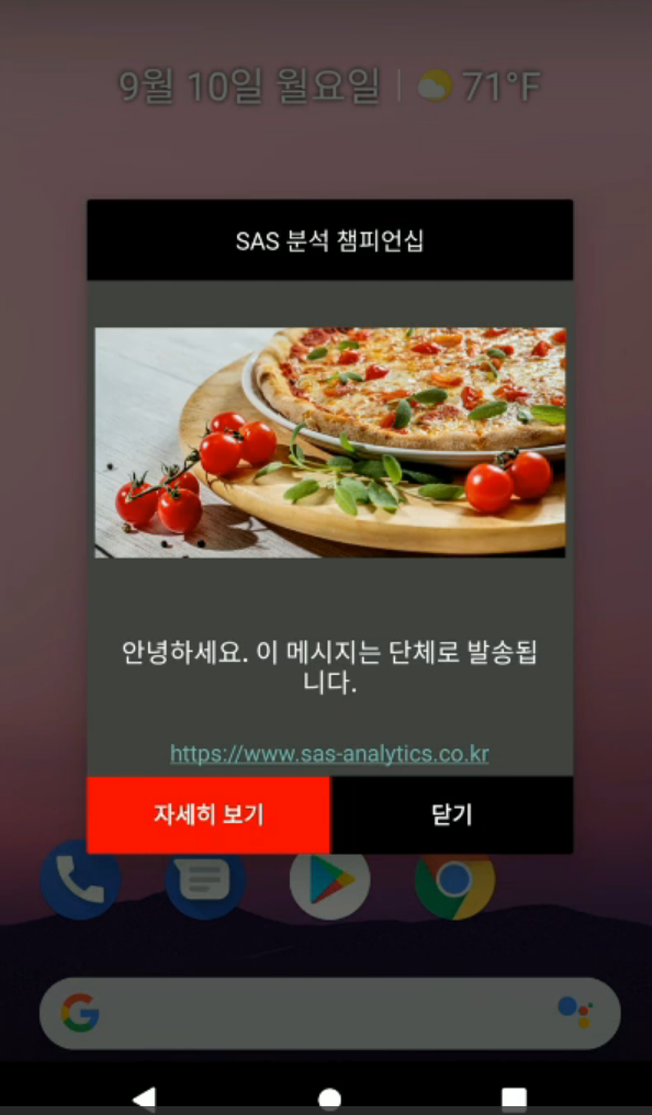 9월 10일 월요일 | 71°F
SAS 분석 챔피언십
안녕하세요. 이 메시지는 단체로 발송됩
니다.
https://www.sas-analytics.co.kr
자세히 보기
닫기